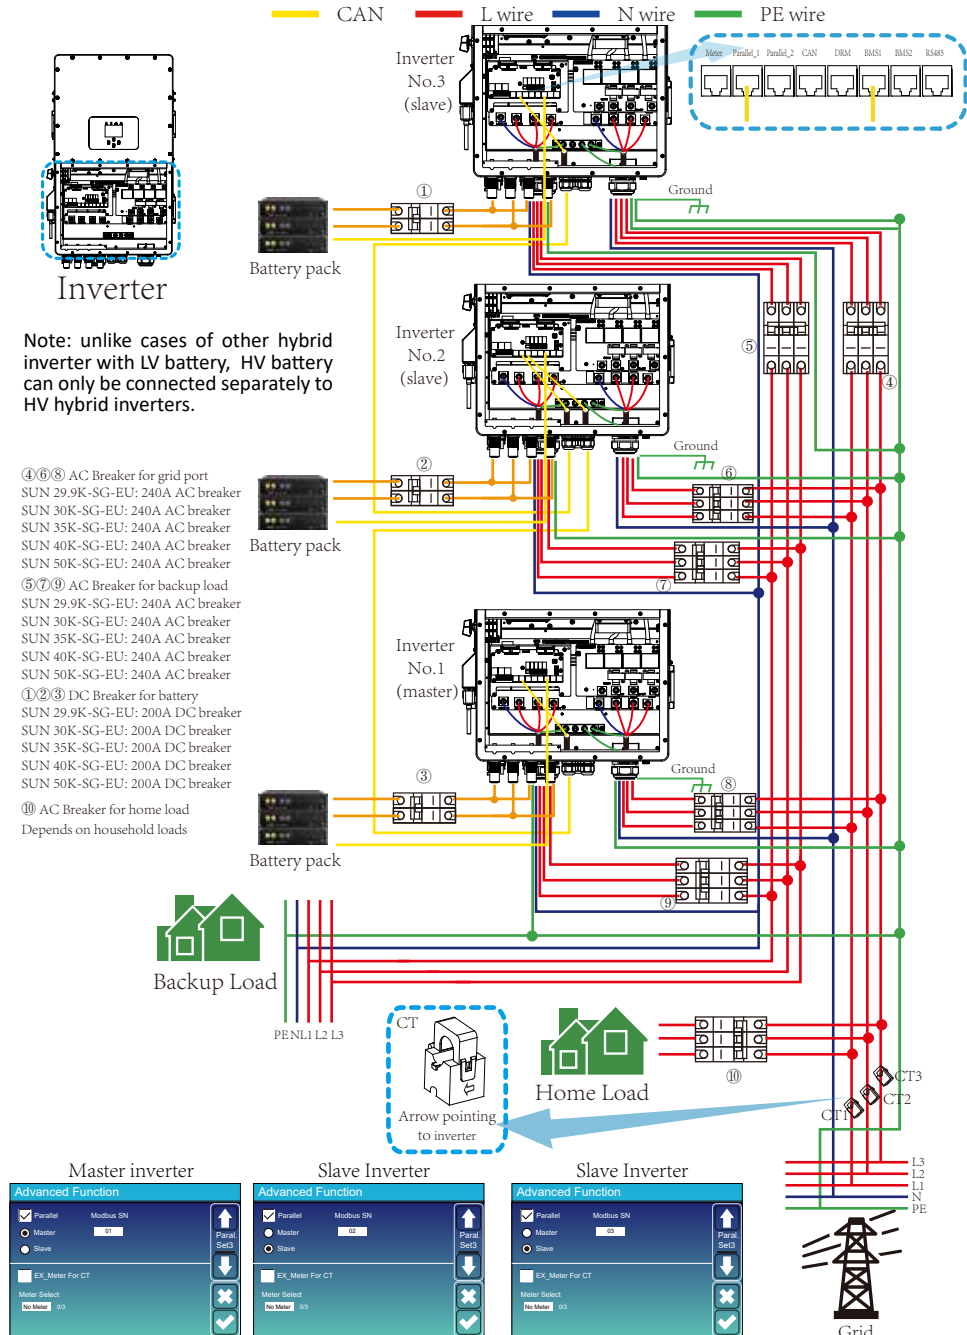 CAN
L wire
N wire
PE wire
Inverter
No.3
(slave)
Meter
Parallel_1
Parallel_2
CAN
DRM
BMS1
BMS2
RS485
①
Ground
Battery pack
Inverter
Note: unlike cases of other hybrid
inverter with LV battery, HV battery
can only be connected separately to
HV hybrid inverters.
Inverter
No.2
(slave)
⑤
④
②
Ground
⑥
Battery pack
⑦
④⑥⑧ AC Breaker for grid port
SUN 29.9K-SG-EU: 240A AC breaker
SUN 30K-SG-EU: 240A AC breaker
SUN 35K-SG-EU: 240A AC breaker
SUN 40K-SG-EU: 240A AC breaker
SUN 50K-SG-EU: 240A AC breaker
⑤⑦⑨ AC Breaker for backup load
SUN 29.9K-SG-EU: 240A AC breaker
SUN 30K-SG-EU: 240A AC breaker
SUN 35K-SG-EU: 240A AC breaker
SUN 40K-SG-EU: 240A AC breaker
SUN 50K-SG-EU: 240A AC breaker
①②③ DC Breaker for battery
SUN 29.9K-SG-EU: 200A DC breaker
SUN 30K-SG-EU: 200A DC breaker
SUN 35K-SG-EU: 200A DC breaker
SUN 40K-SG-EU: 200A DC breaker
SUN 50K-SG-EU: 200A DC breaker
⑩ AC Breaker for home load
Depends on household loads
Inverter
No.1
(master)
③
Ground
⑧
Battery pack
⑨
Backup Load
PE N L1 L2 L3
CT
Arrow pointing
to inverter
Home Load
⑩
CT3
CT2
CT1
L3
L2
L1
N
PE
Grid
Master inverter
Advanced Function
Parallel
Modbus SN
Master
01
Slave
Paral.
Set3
EX_Meter For CT
Meter Select
No Meter 0/3
Slave Inverter
Advanced Function
Parallel
Modbus SN
Master
02
Slave
Paral.
Set3
EX_Meter For CT
Meter Select
No Meter 0/3
Slave Inverter
Advanced Function
Parallel
Modbus SN
Master
03
Slave
Paral.
Set3
EX_Meter For CT
Meter Select
No Meter 0/3